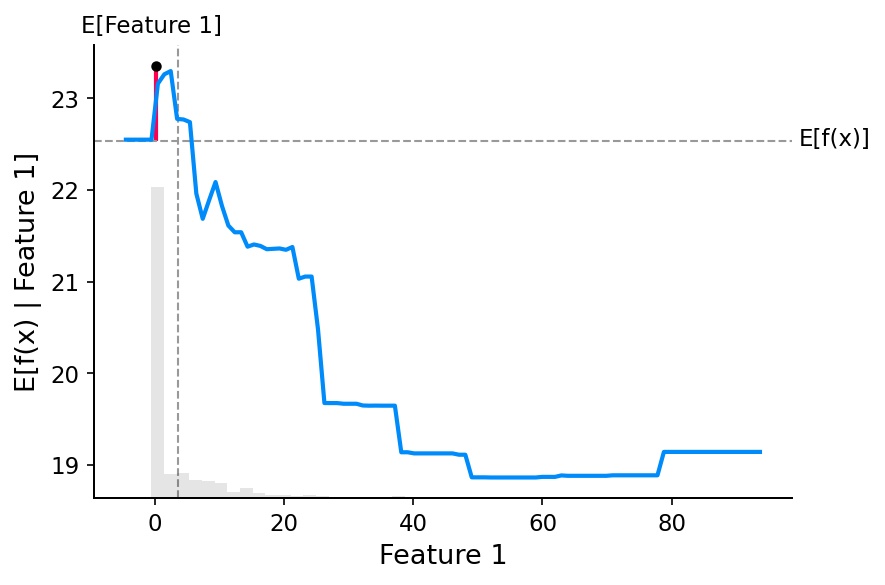 E[Feature 1]
23
22
21
20
19
E[f(x)]
E[f(x) | Feature 1]
0 20 40 60 80
Feature 1